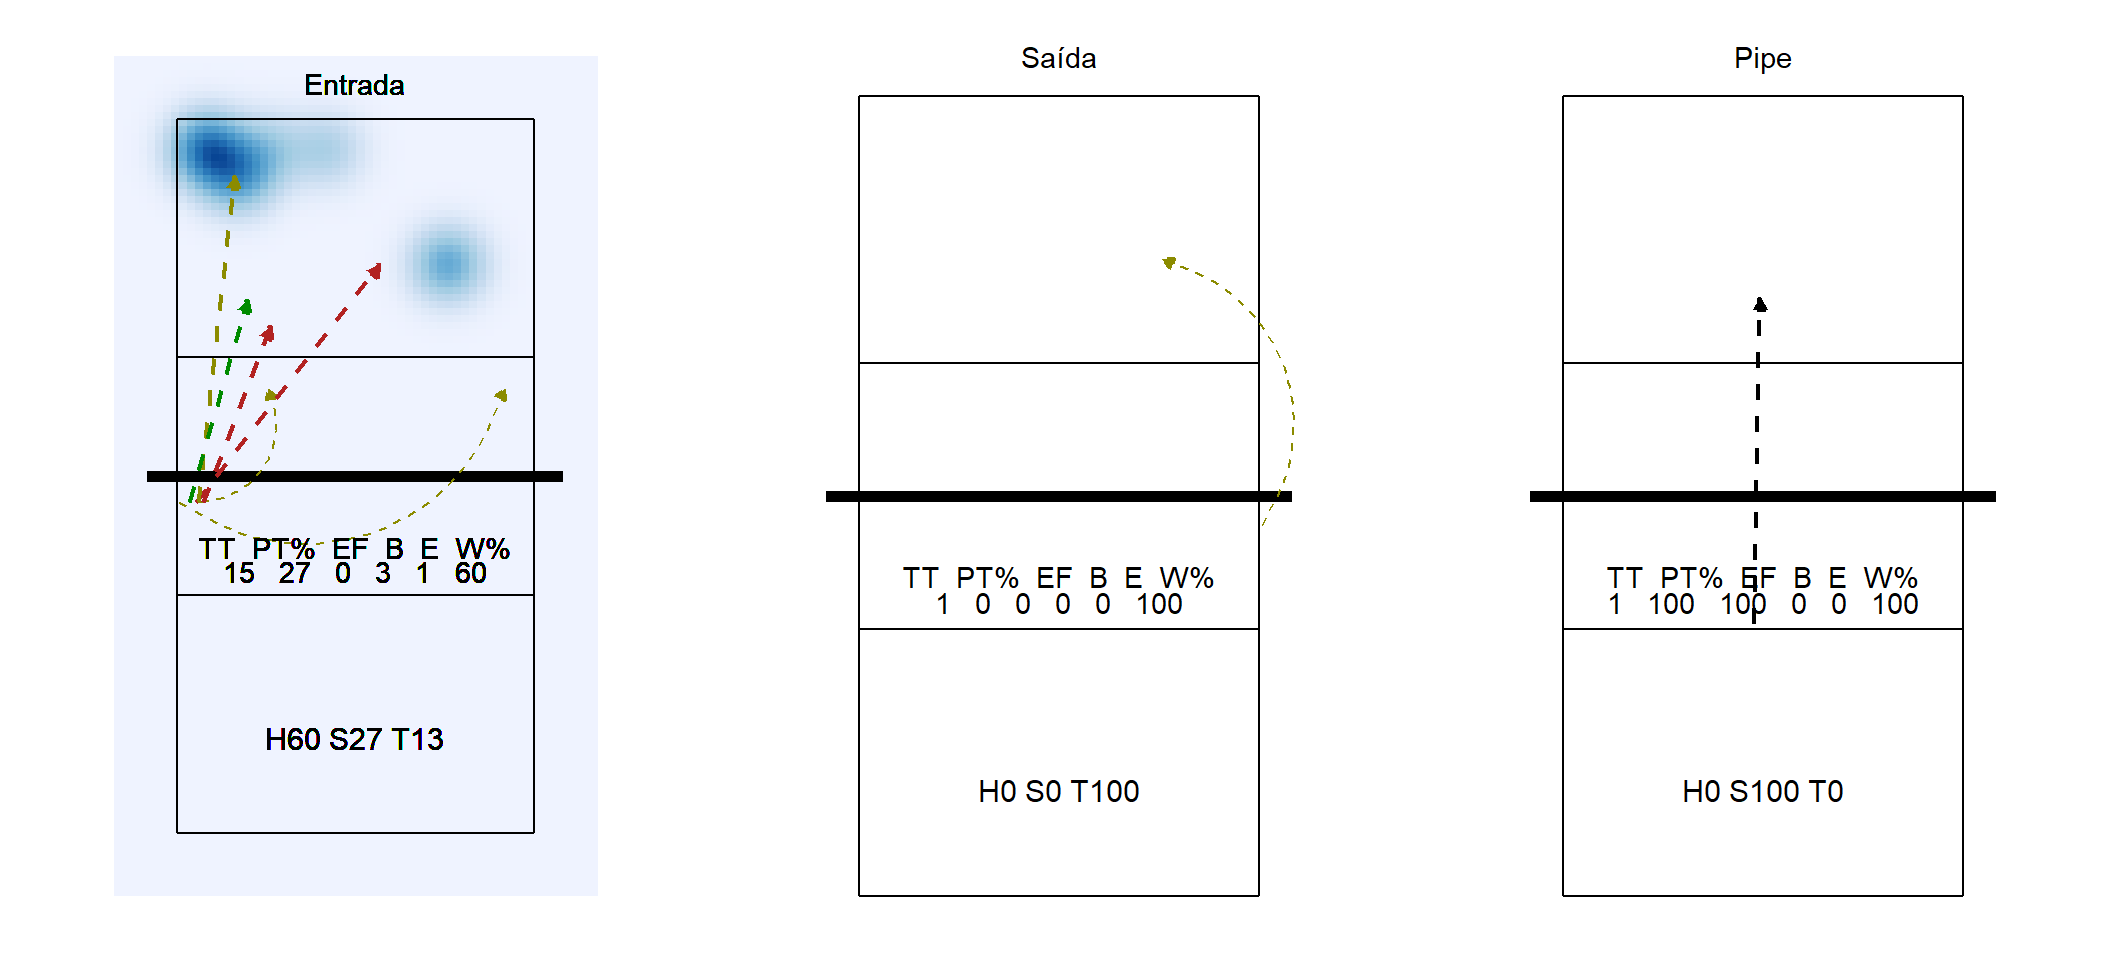 Entrada
TT PT% EF B E W%
15 27 0 3 1 60
H60 S27 T13
Saída
TT PT% EF B E W%
1 0 0 0 0 100
H0 S0 T100
Pipe
TT PT% EF B E W%
1 100 100 0 0 100
H0 S100 T0